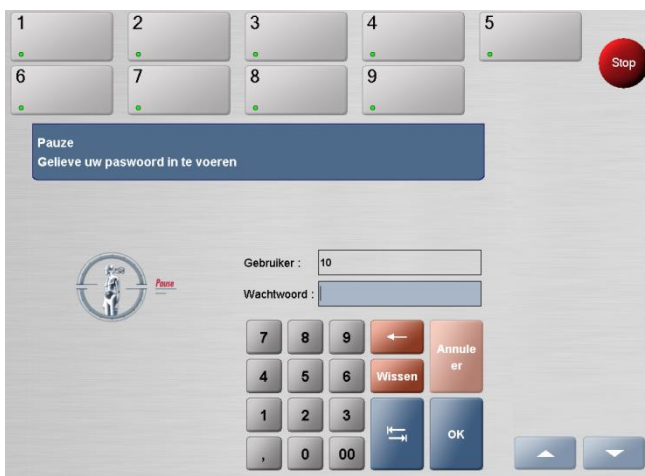 1 2 3 4 5
Stop
6 7 8 9
Pauze
Gelieve uw paswoord in te voeren
Gebruiker : 10
Pause
Wachtwoord :
7 8 9
Annule
er
4 5 6 Wissen
1 2 3
OK
, 0 00